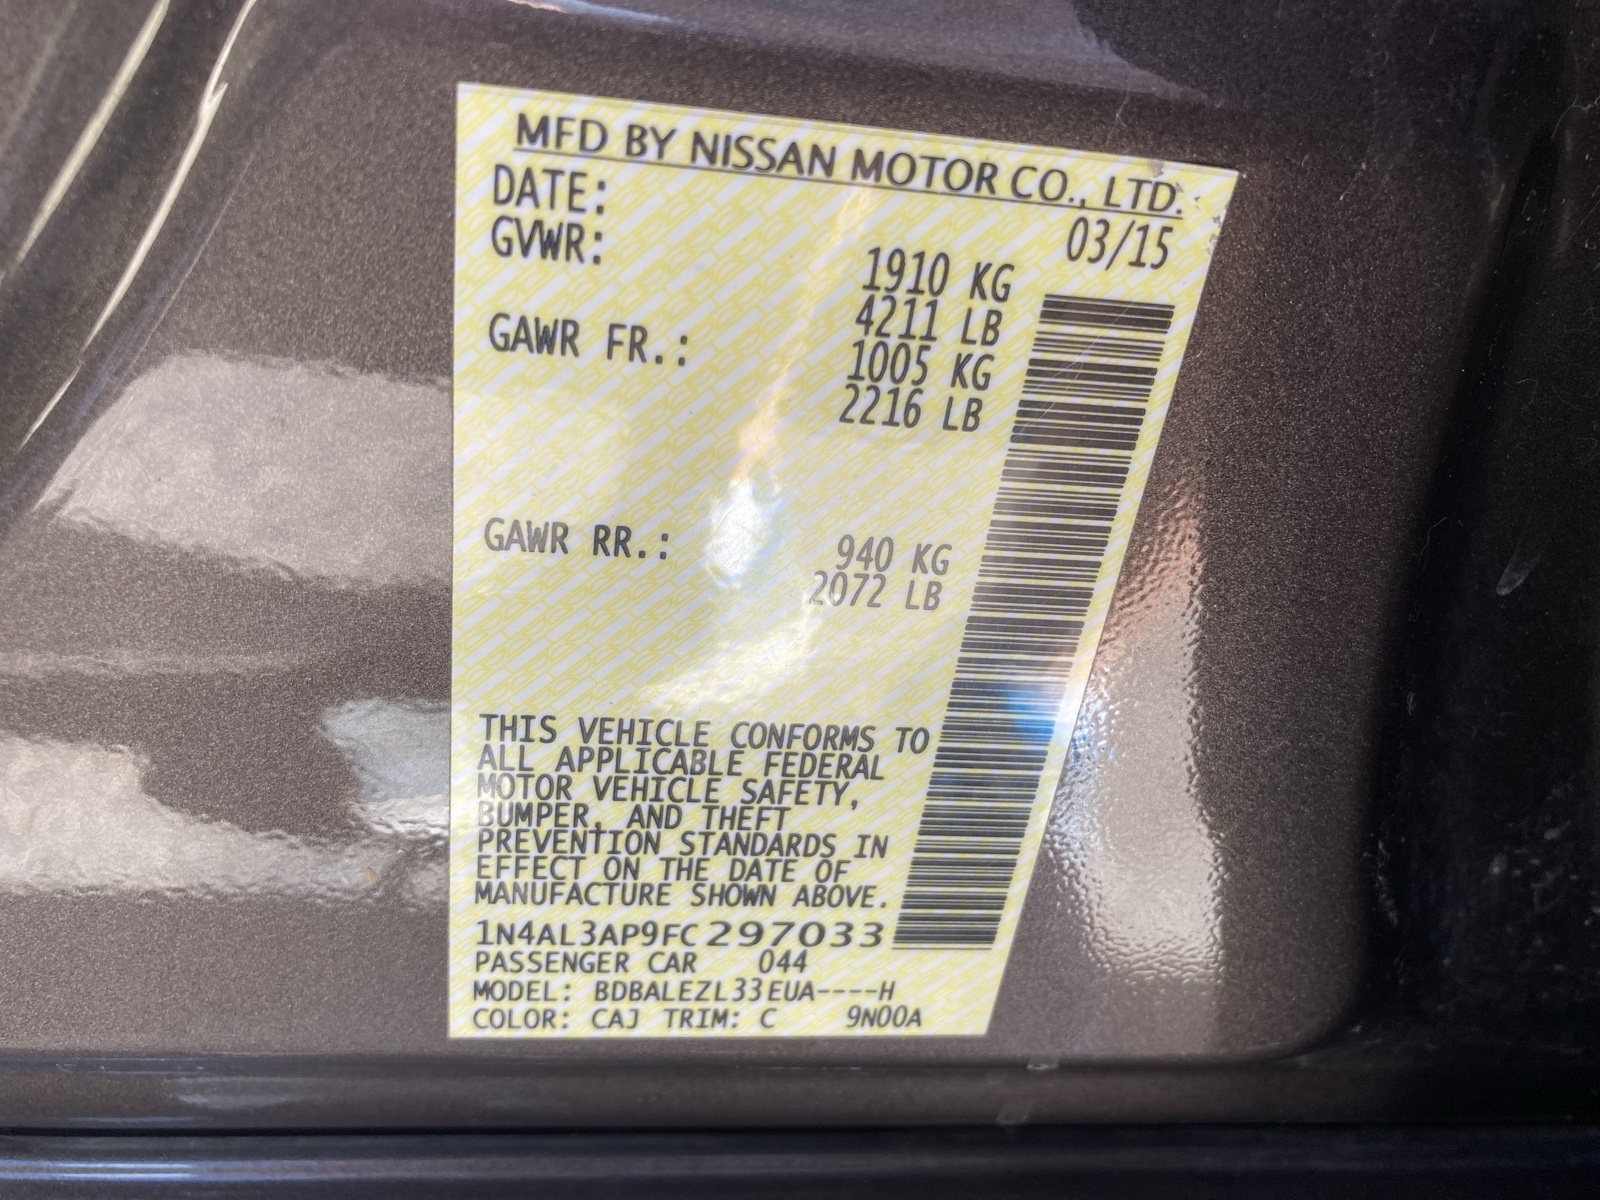 MFD BY NISSAN MOTOR CO., LTD.
DATE: 03/15
GVWR: 1910 KG
4211 LB
GAWR FR.: 1005 KG
2216 LB
GAWR RR.: 940 KG
2072 LB
THIS VEHICLE CONFORMS TO
ALL APPLICABLE FEDERAL
MOTOR VEHICLE SAFETY,
BUMPER, AND THEFT
PREVENTION STANDARDS IN
EFFECT ON THE DATE OF
MANUFACTURE SHOWN ABOVE.
1N4AL3AP9FC297033
PASSENGER CAR 044
MODEL: BDBALEZL33EUA----H
COLOR: CAJ TRIM: C 9N00A